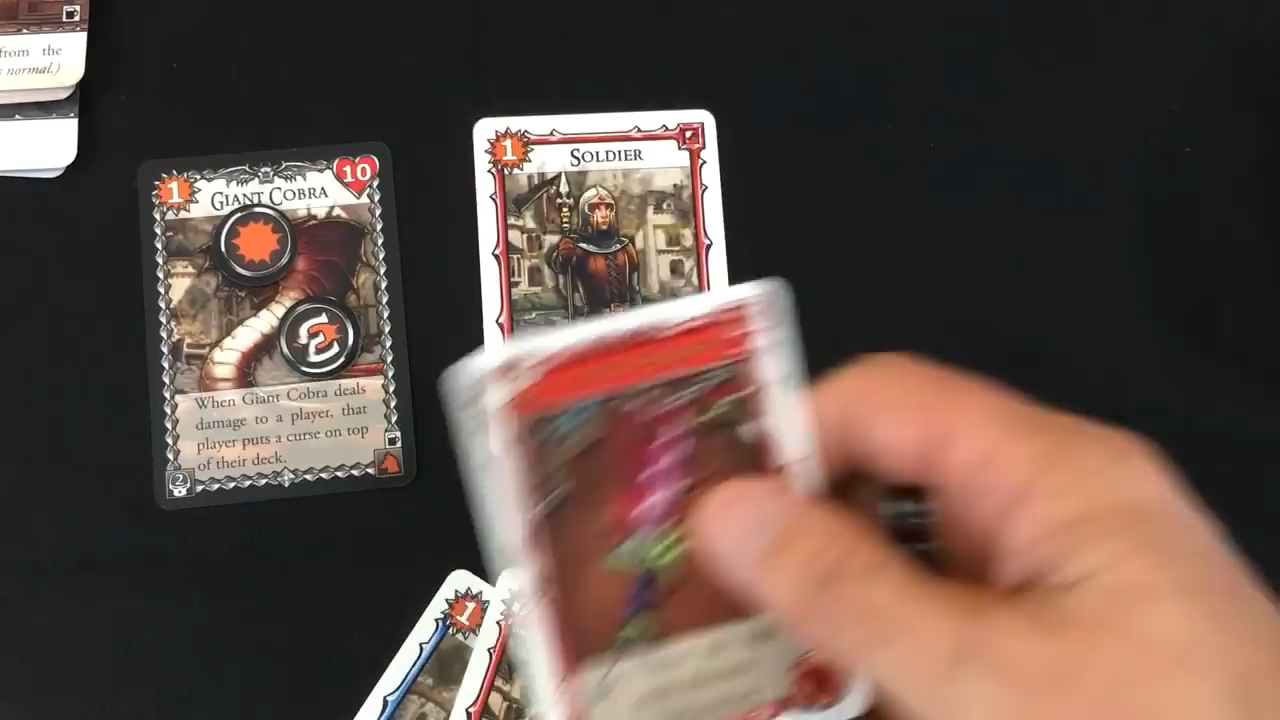 from the
s normal.)
1
GIANT COBRA
10
When Giant Cobra deals
damage to a player, that
player puts a curse on top
of their deck.
2
1
SOLDIER
1